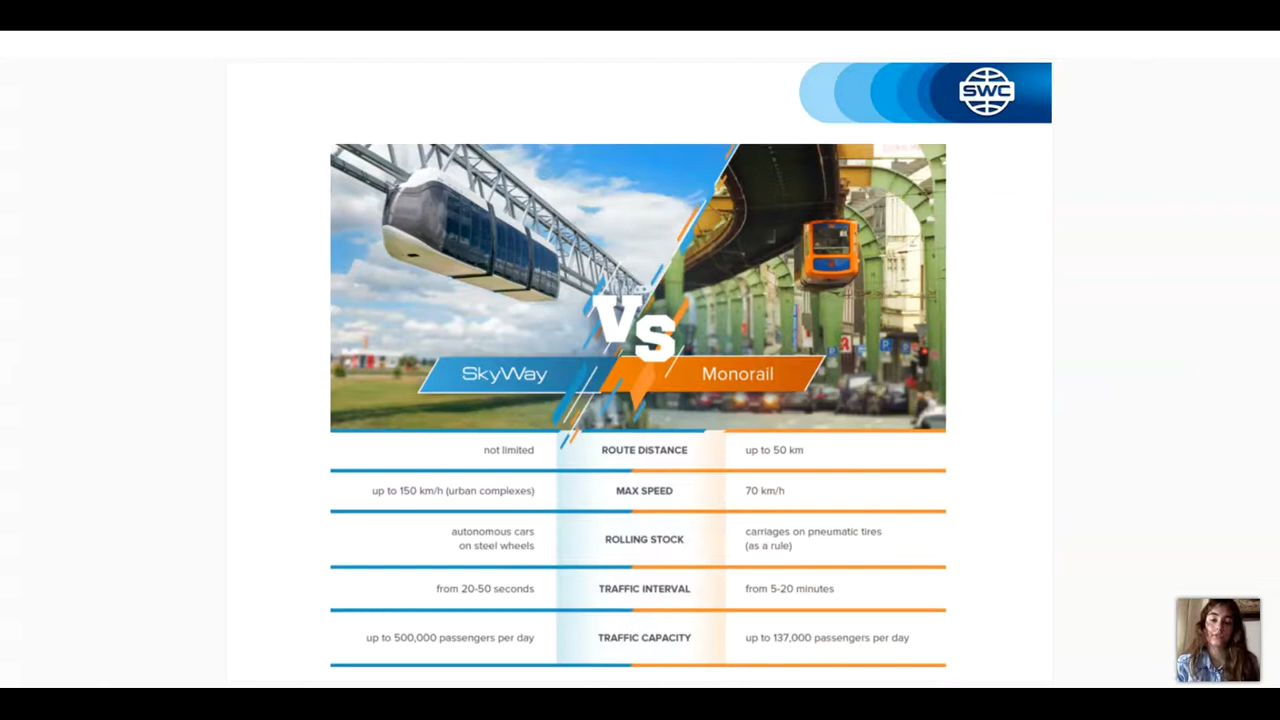 SWC
VS
SkyWay
Monorail
not limited
ROUTE DISTANCE
up to 50 km
up to 150 km/h (urban complexes)
MAX SPEED
70 km/h
autonomous cars
on steel wheels
ROLLING STOCK
carriages on pneumatic tires
(as a rule)
from 20-50 seconds
TRAFFIC INTERVAL
from 5-20 minutes
up to 500,000 passengers per day
TRAFFIC CAPACITY
up to 137,000 passengers per day